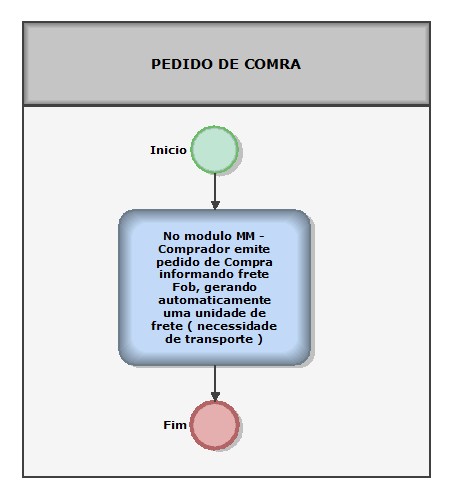 PEDIDO DE COMRA
Inicio
No modulo MM -
Comprador emite
pedido de Compra
informando frete
Fob, gerando
automaticamente
uma unidade de
frete ( necessidade
de transporte )
Fim